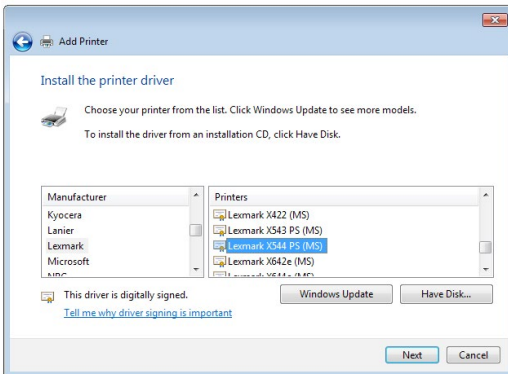 Add Printer
Install the printer driver
Choose your printer from the list. Click Windows Update to see more models.
To install the driver from an installation CD, click Have Disk.
Manufacturer
Kyocera
Lanier
Lexmark
Microsoft
Printers
Lexmark X422 (MS)
Lexmark X543 PS (MS)
Lexmark X544 PS (MS)
Lexmark X642e (MS)
This driver is digitally signed.
Tell me why driver signing is important
Windows Update
Have Disk...
Next
Cancel